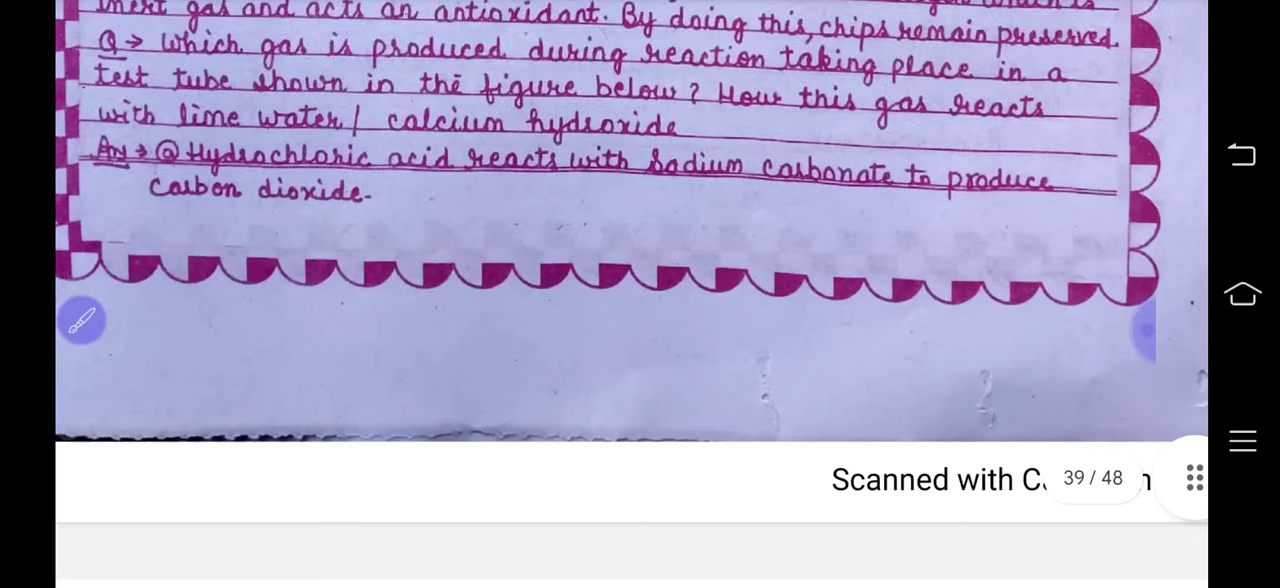 inert gas and acts an antioxidant. By doing this, chips remain preserved.
Q → Which gas is produced during reaction taking place in a
test tube shown in the figure below? How this gas reacts
with lime water/ calcium hydroxide
Ans → @ Hydrochloric acid reacts with Sodium carbonate to produce
Carbon dioxide.
Scanned with
39 / 48